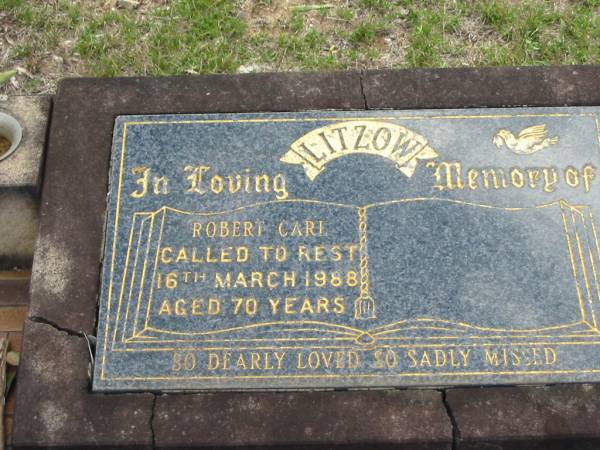 LITZOW
In Loving Memory of
ROBERT CARL
CALLED TO REST
16TH MARCH 1988
AGED 70 YEARS
SO DEARLY LOVED SO SADLY MISSED